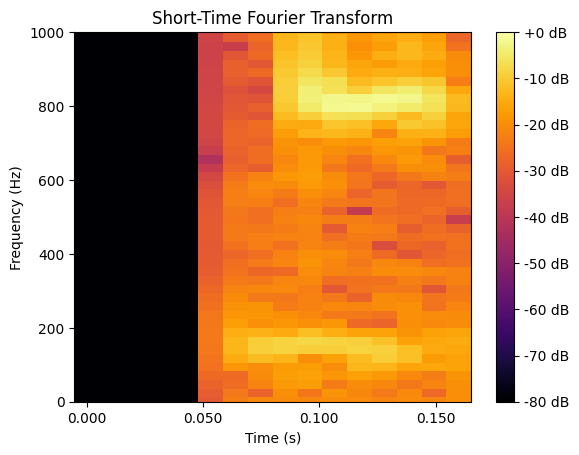 Short-Time Fourier Transform
Frequency (Hz)
1000
800
600
400
200
0
0.000
0.050
0.100
0.150
Time (s)
+0 dB
-10 dB
-20 dB
-30 dB
-40 dB
-50 dB
-60 dB
-70 dB
-80 dB